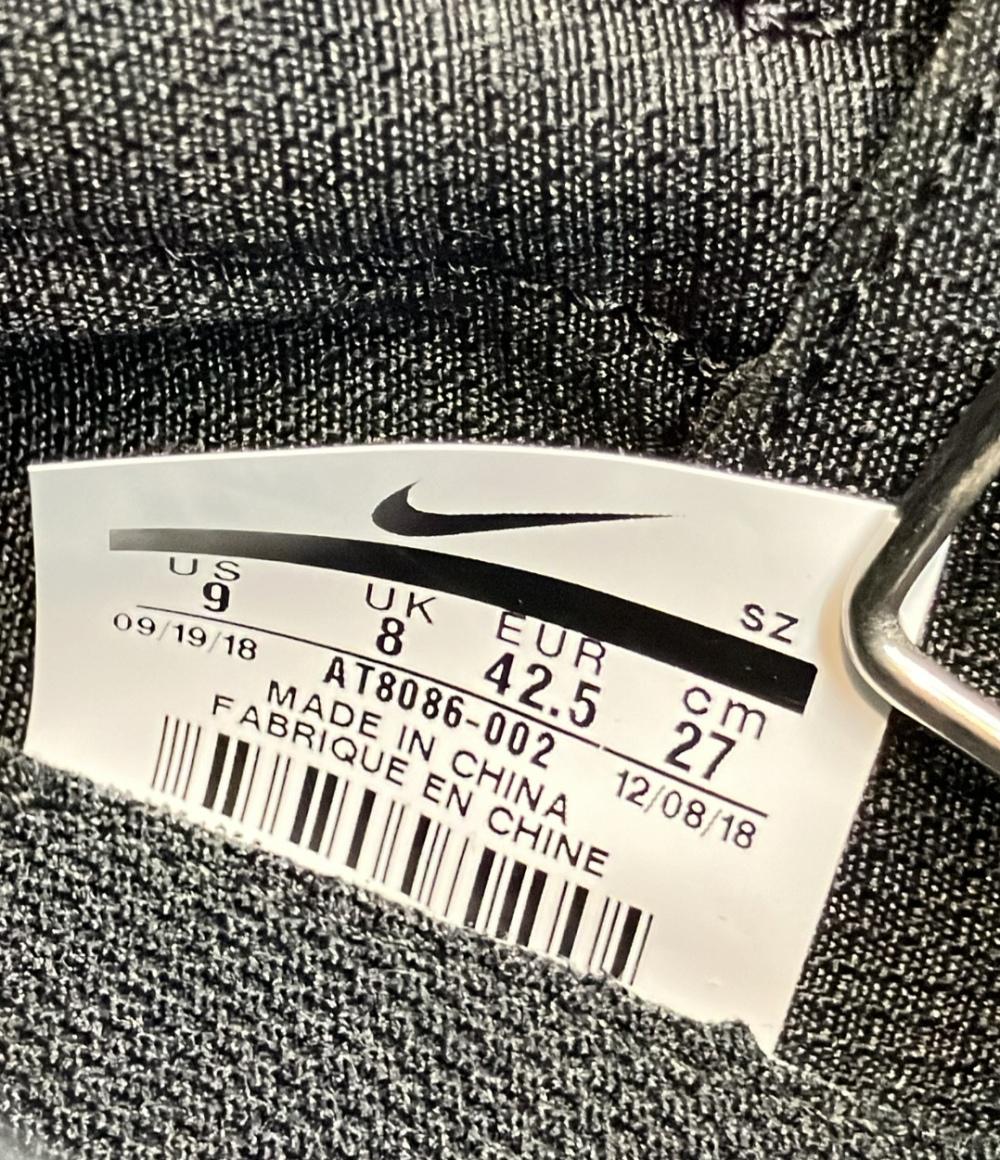 SZ
US UK EUR cm
9 8 42.5 27
09/19/18 AT8086-002 12/08/18
MADE IN CHINA
FABRIQUE EN CHINE